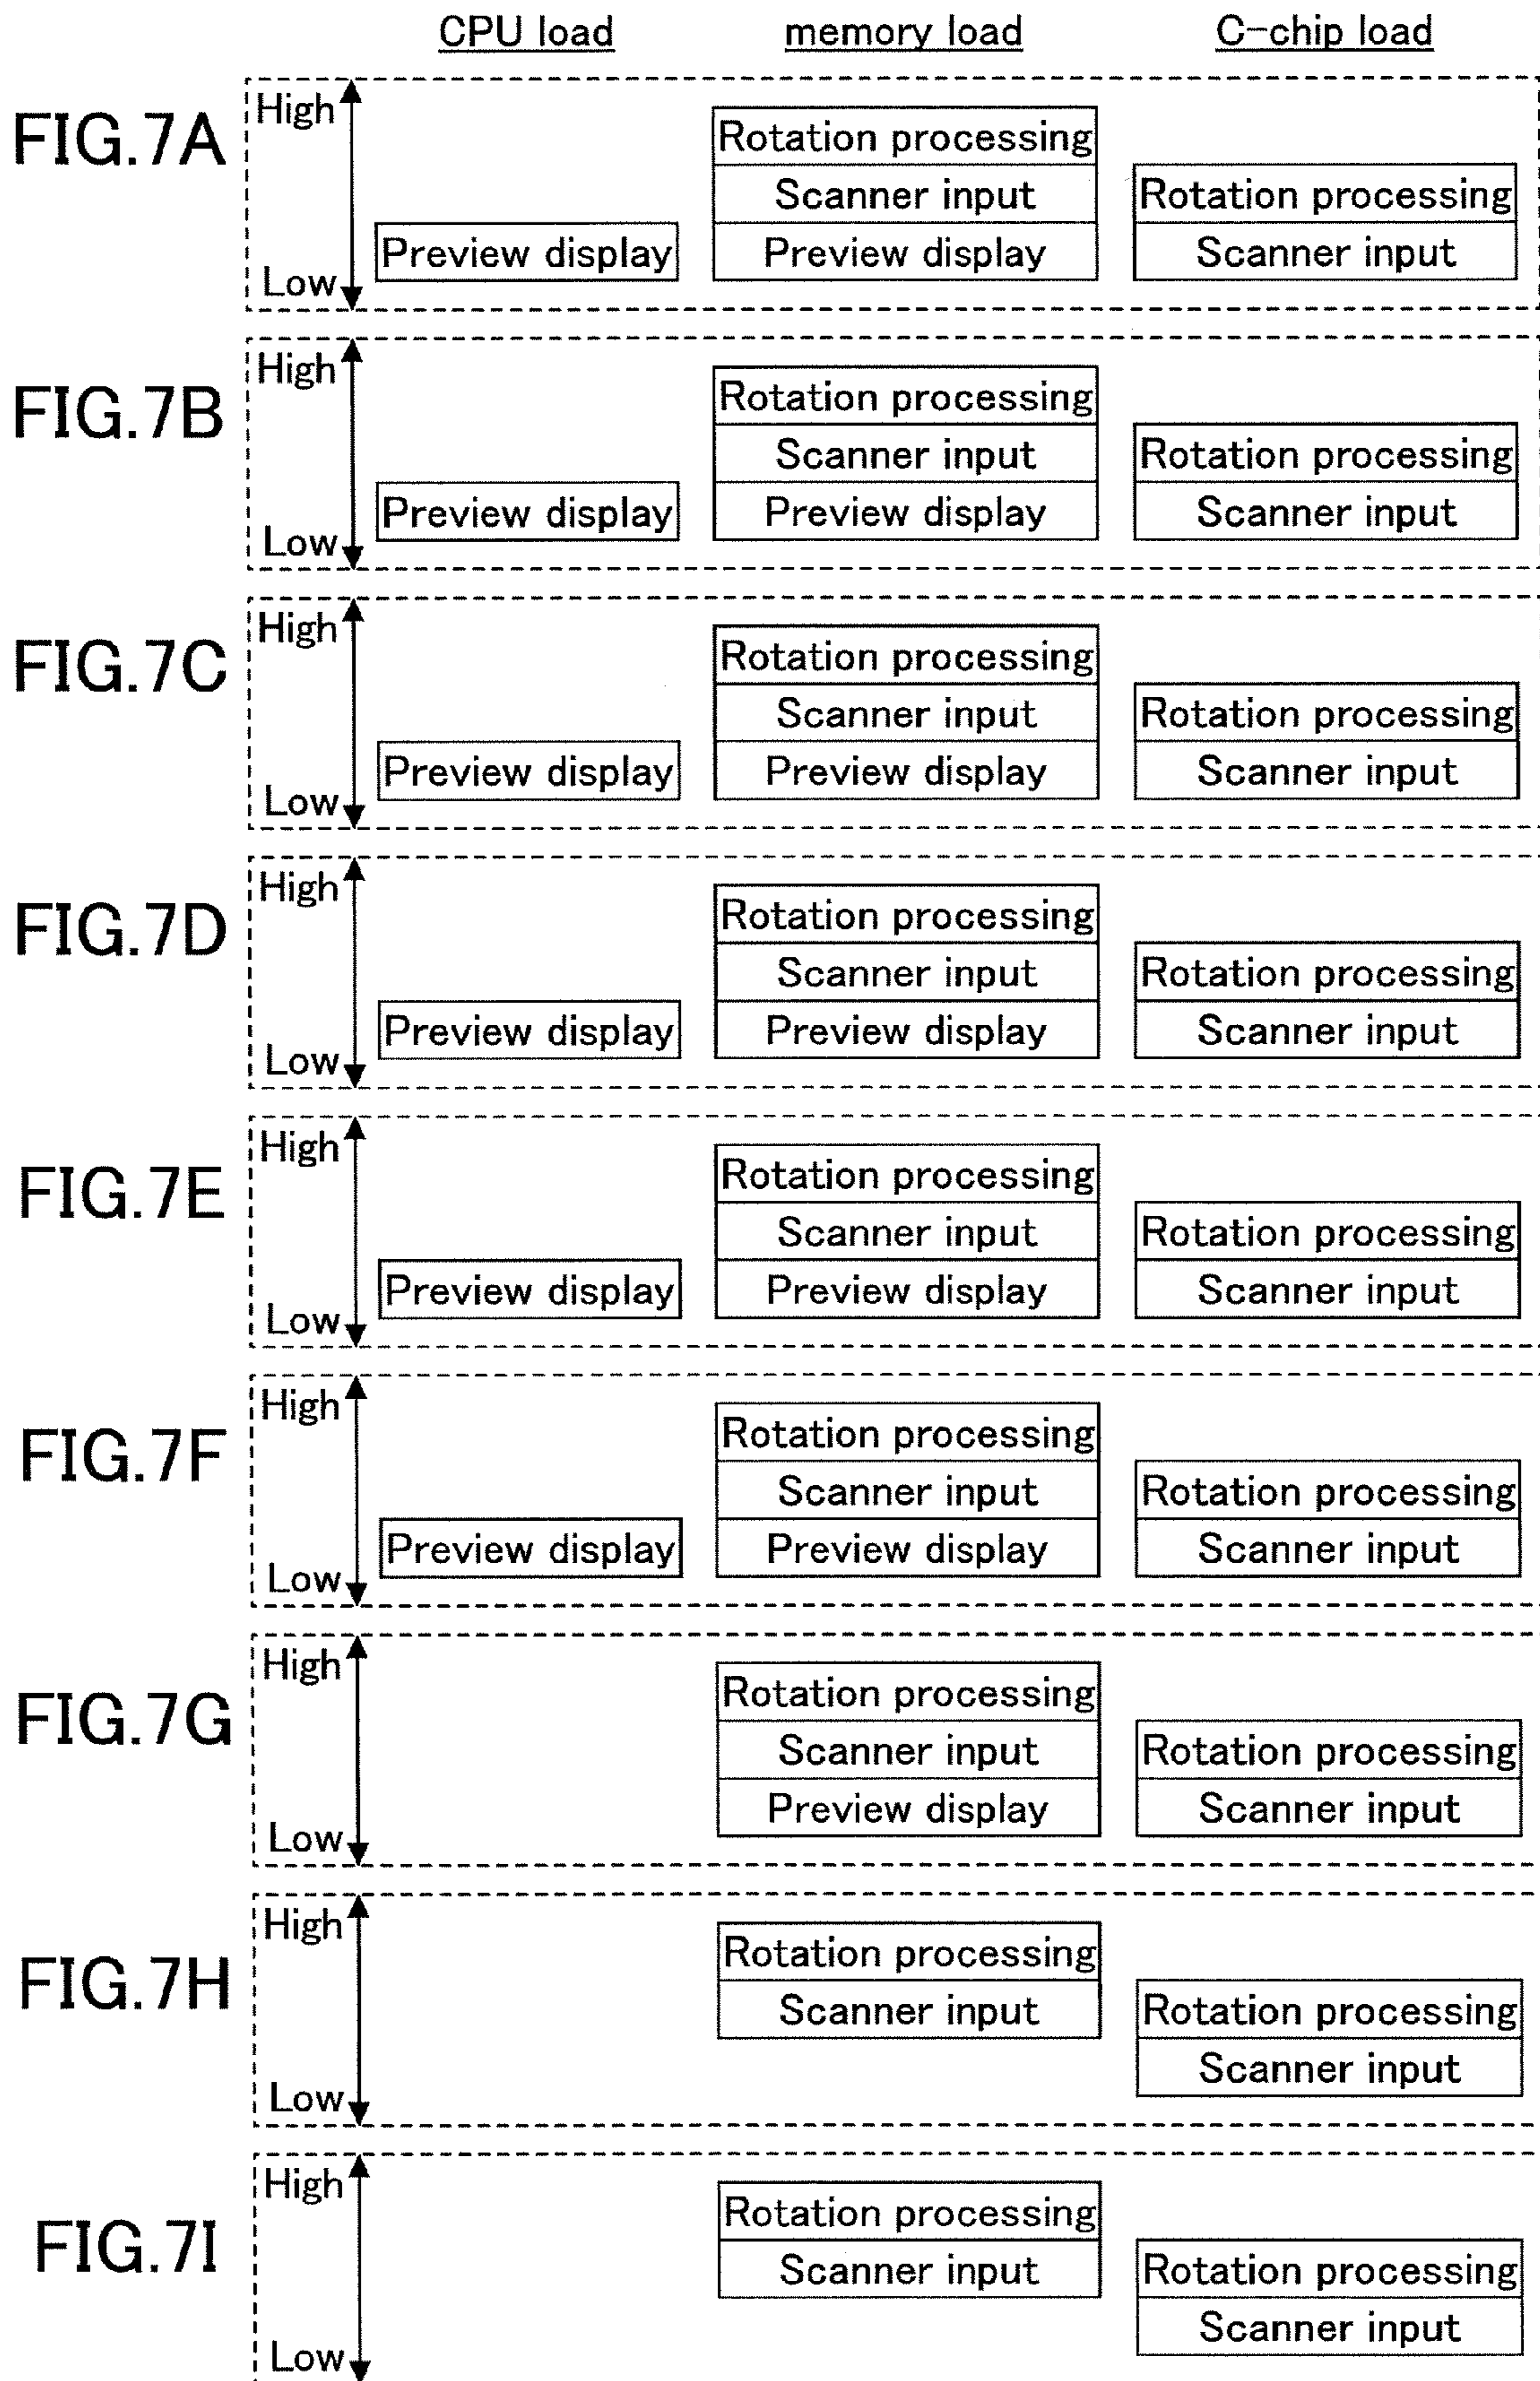 CPU load memory load C-chip load
FIG.7A
High
Rotation processing
Scanner input Rotation processing
Preview display Preview display Scanner input
Low
FIG.7B
High
Rotation processing
Scanner input Rotation processing
Preview display Preview display Scanner input
Low
FIG.7C
High
Rotation processing
Scanner input Rotation processing
Preview display Preview display Scanner input
Low
FIG.7D
High
Rotation processing
Scanner input Rotation processing
Preview display Preview display Scanner input
Low
FIG.7E
High
Rotation processing
Scanner input Rotation processing
Preview display Preview display Scanner input
Low
FIG.7F
High
Rotation processing
Scanner input Rotation processing
Preview display Preview display Scanner input
Low
FIG.7G
High
Rotation processing
Scanner input Rotation processing
Preview display Scanner input
Low
FIG.7H
High
Rotation processing
Scanner input Rotation processing
Scanner input
Low
FIG.7I
High
Rotation processing
Scanner input Rotation processing
Scanner input
Low